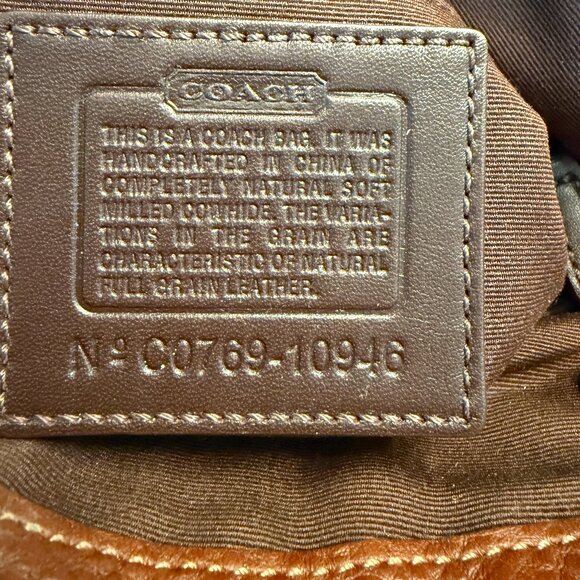 COACH
THIS IS A COACH BAG. IT WAS
HANDCRAFTED IN CHINA OF
COMPLETELY NATURAL SOFT
MILLED COWHIDE. THE VARIA-
TIONS IN THE GRAIN ARE
CHARACTERISTIC OF NATURAL
FULL GRAIN LEATHER.
Nº C0769-10946